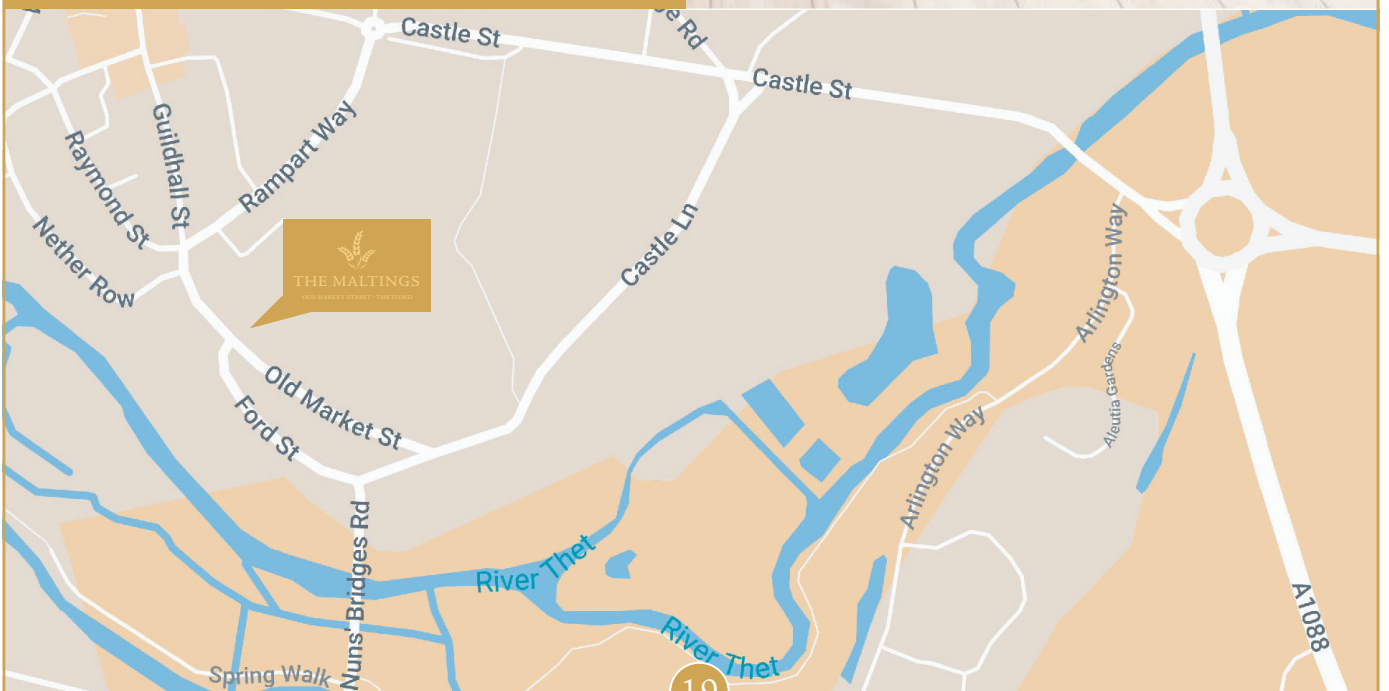 Castle St
Castle St
Guildhall St
Rampart Way
Raymond St
Nether Row
THE MALTINGS
OLD MARKET STREET · THETFORD
Castle Ln
Arlington Way
Aleutia Gardens
Old Market St
Ford St
Arlington Way
Nuns' Bridges Rd
River Thet
River Thet
A1088
Spring Walk
19